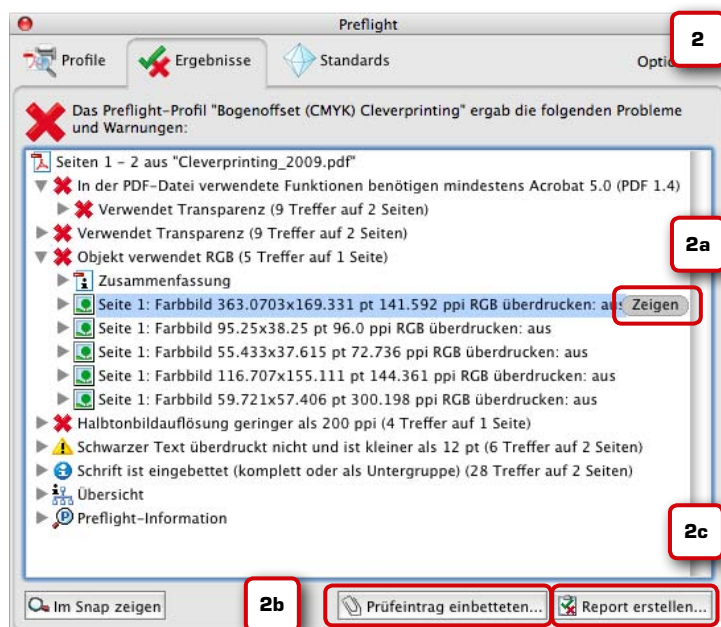 Preflight
2
Profile
Ergebnisse
Standards
Das Preflight-Profil "Bogenoffset (CMYK) Cleverprinting" ergab die folgenden Probleme
und Warnungen:
Seiten 1 - 2 aus "Cleverprinting_2009.pdf"
In der PDF-Datei verwendete Funktionen benötigen mindestens Acrobat 5.0 (PDF 1.4)
Verwendet Transparenz (9 Treffer auf 2 Seiten)
Verwendet Transparenz (9 Treffer auf 2 Seiten)
2a
Objekt verwendet RGB (5 Treffer auf 1 Seite)
Zusammenfassung
Seite 1: Farbbild 363.0703x169.331 pt 141.592 ppi RGB überdrucken: aus Zeigen
Seite 1: Farbbild 95.25x38.25 pt 96.0 ppi RGB überdrucken: aus
Seite 1: Farbbild 55.433x37.615 pt 72.736 ppi RGB überdrucken: aus
Seite 1: Farbbild 116.707x155.111 pt 144.361 ppi RGB überdrucken: aus
Seite 1: Farbbild 59.721x57.406 pt 300.198 ppi RGB überdrucken: aus
Halbtonbildauflösung geringer als 200 ppi (4 Treffer auf 1 Seite)
Schwarzer Text überdruckt nicht und ist kleiner als 12 pt (6 Treffer auf 2 Seiten)
Schrift ist eingebettet (komplett oder als Untergruppe) (28 Treffer auf 2 Seiten)
Übersicht
Preflight-Information
2c
Im Snap zeigen
2b
Prüfeintrag einbetteten...
Report erstellen...